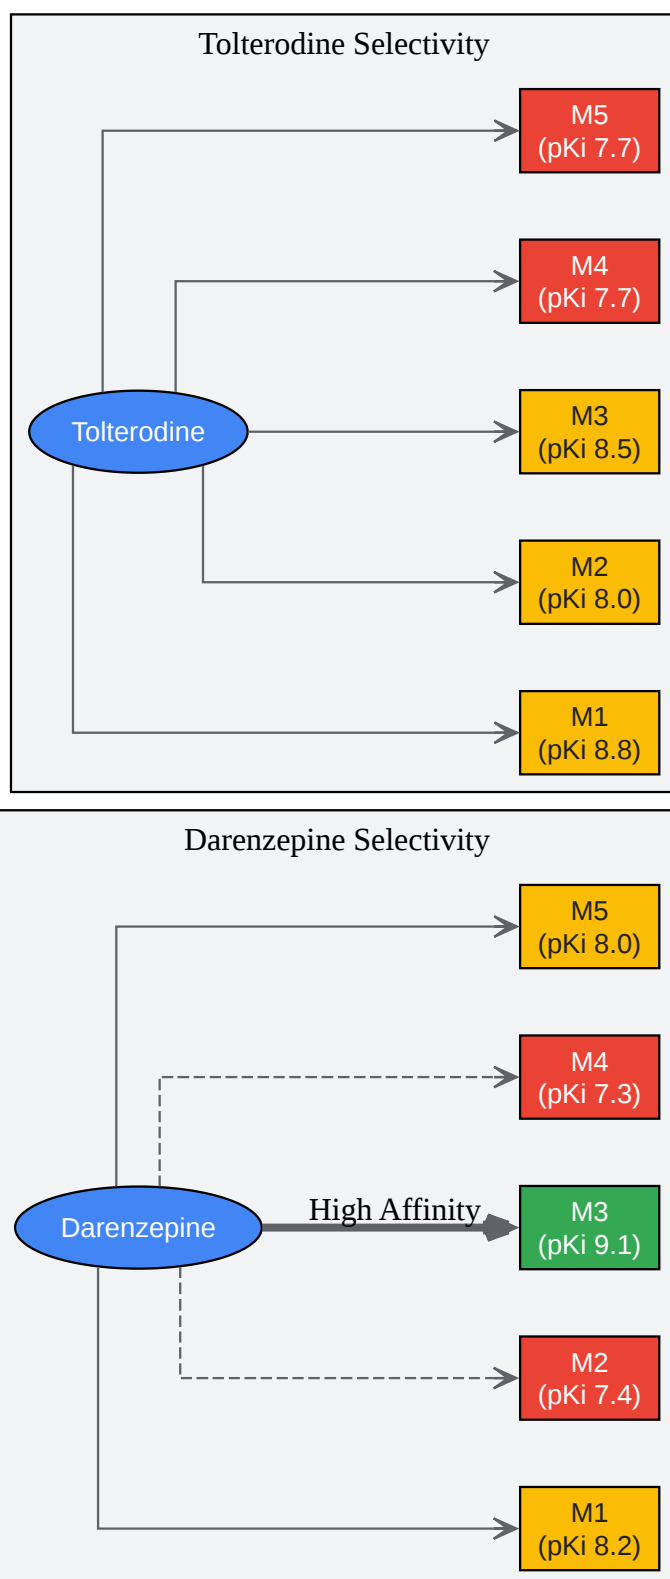 Tolterodine Selectivity
M5
(pKi 7.7)
M4
(pKi 7.7)
Tolterodine
M3
(pKi 8.5)
M2
(pKi 8.0)
M1
(pKi 8.8)
Darenzepine Selectivity
M5
(pKi 8.0)
M4
(pKi 7.3)
Darenzepine
High Affinity
M3
(pKi 9.1)
M2
(pKi 7.4)
M1
(pKi 8.2)